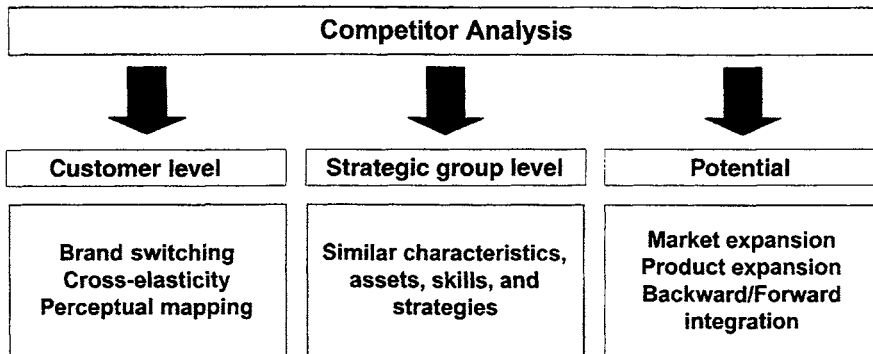 Competitor Analysis
Customer level
Strategic group level
Potential
Brand switching
Cross-elasticity
Perceptual mapping
Similar characteristics,
assets, skills, and
strategies
Market expansion
Product expansion
Backward/Forward
integration